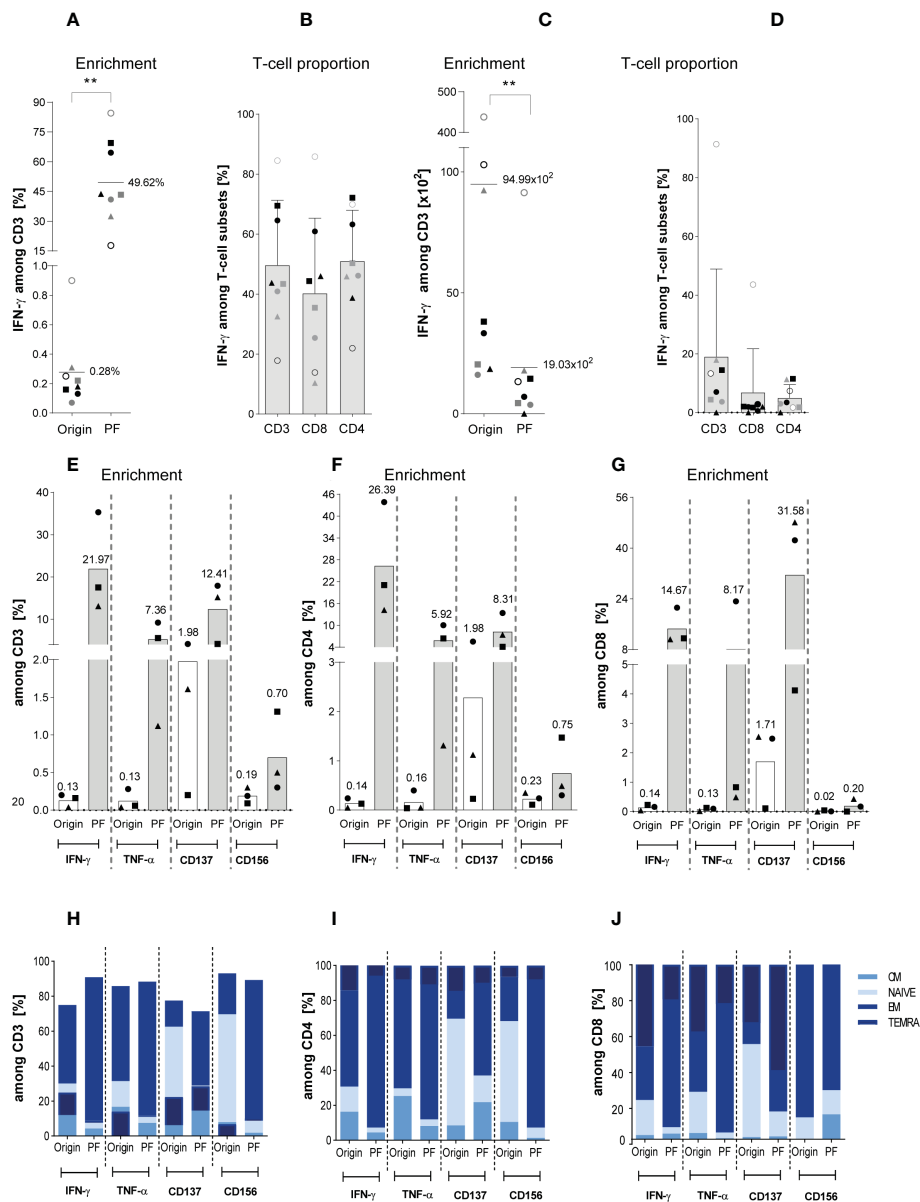 A
B
C
D
Enrichment
T-cell proportion
Enrichment
T-cell proportion
IFN-γ among CD3 [%]
90
75
60
45
30
15
1.0
0.8
0.6
0.4
0.2
0.0
**
49.62%
0.28%
Origin PF
IFN-γ among T-cell subsets [%]
100
80
60
40
20
0
CD3 CD8 CD4
IFN-γ among CD3 [x10²]
500
400
100
50
0
**
94.99x10²
19.03x10²
Origin PF
IFN-γ among T-cell subsets [%]
100
80
60
40
20
0
CD3 CD8 CD4
E
F
G
Enrichment
Enrichment
Enrichment
among CD3 [%]
40
30
20
10
2.0
1.5
1.0
0.5
0.0
20
0.13
21.97
0.13
7.36
1.98
12.41
0.19
0.70
Origin PF Origin PF Origin PF Origin PF
IFN-γ TNF-α CD137 CD156
among CD4 [%]
46
40
34
28
22
16
10
4
3
2
1
0
0.14
26.39
0.16
5.92
1.98
8.31
0.23
0.75
Origin PF Origin PF Origin PF Origin PF
IFN-γ TNF-α CD137 CD156
among CD8 [%]
56
40
24
8
5
4
3
2
1
0
0.14
14.67
0.13
8.17
1.71
31.58
0.02
0.20
Origin PF Origin PF Origin PF Origin PF
IFN-γ TNF-α CD137 CD156
H
I
J
among CD3 [%]
100
80
60
40
20
0
Origin PF Origin PF Origin PF Origin PF
IFN-γ TNF-α CD137 CD156
among CD4 [%]
100
80
60
40
20
0
Origin PF Origin PF Origin PF Origin PF
IFN-γ TNF-α CD137 CD156
among CD8 [%]
100
80
60
40
20
0
Origin PF Origin PF Origin PF Origin PF
IFN-γ TNF-α CD137 CD156
CM
NAIVE
EM
TEMRA